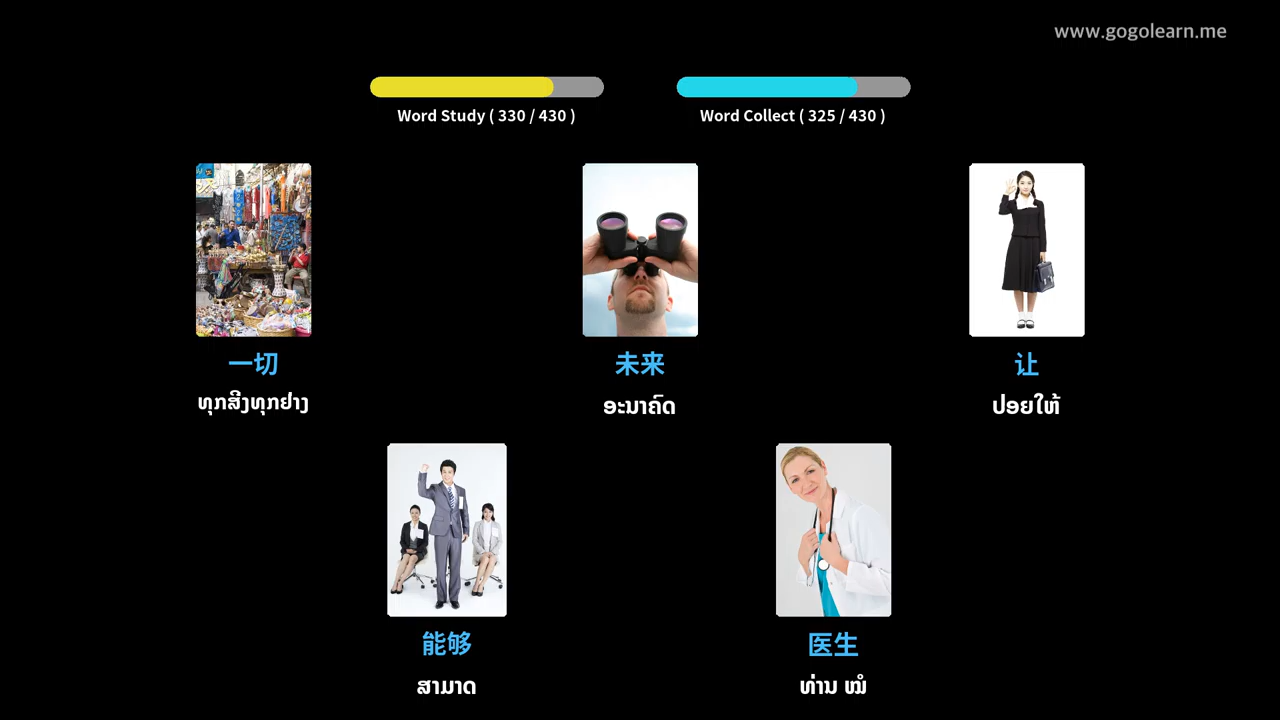 www.gogolearn.me
Word Study ( 330 / 430 )
Word Collect ( 325 / 430 )
一切
ທຸກສິ່ງທຸກຢ່າງ
未来
ອະນາຄົດ
让
ປອຍໃຫ້
能够
ສາມາດ
医生
ທ່ານ ໝໍ